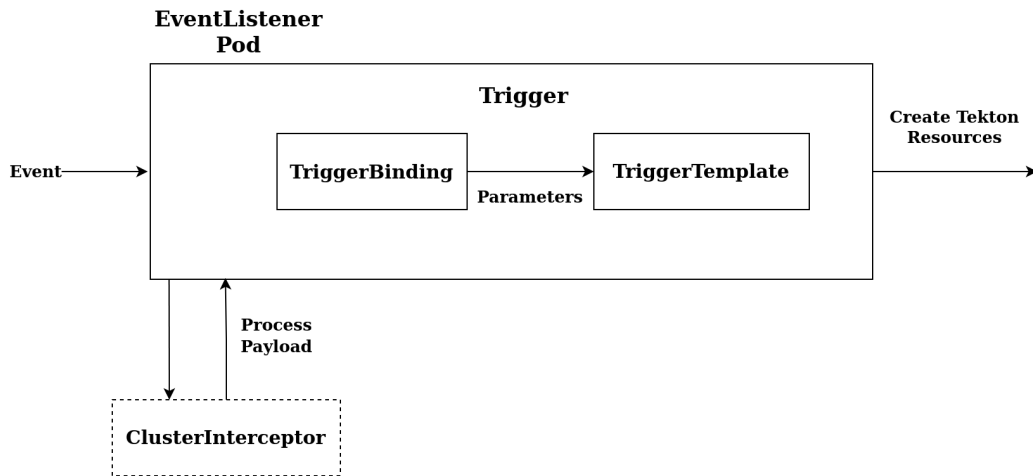 EventListener
Pod
Trigger
Create Tekton
Resources
Event
TriggerBinding
TriggerTemplate
Parameters
Process
Payload
ClusterInterceptor